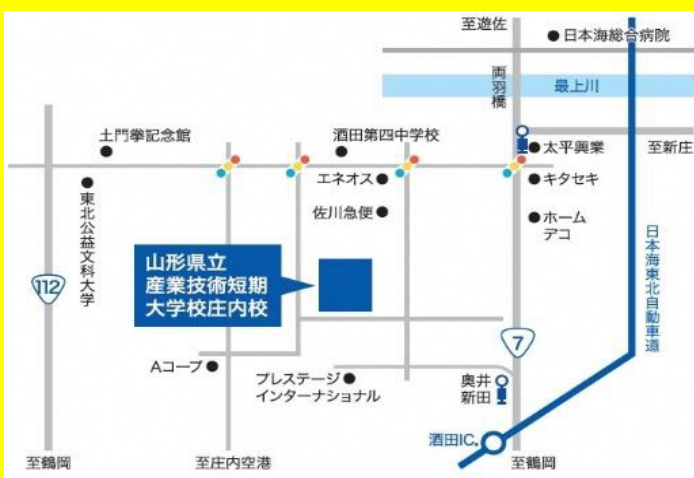 至遊佐
日本海総合病院
両羽橋
最上川
土門拳記念館
酒田第四中学校
太平興業
至新庄
エネオス
キタセキ
東北公益文科大学
佐川急便
ホーム
デコ
山形県立
産業技術短期
大学校庄内校
日本海東北自動車道
112
7
Aコープ
プレステージ
インターナショナル
奥井
新田
酒田IC.
至鶴岡
至庄内空港
至鶴岡